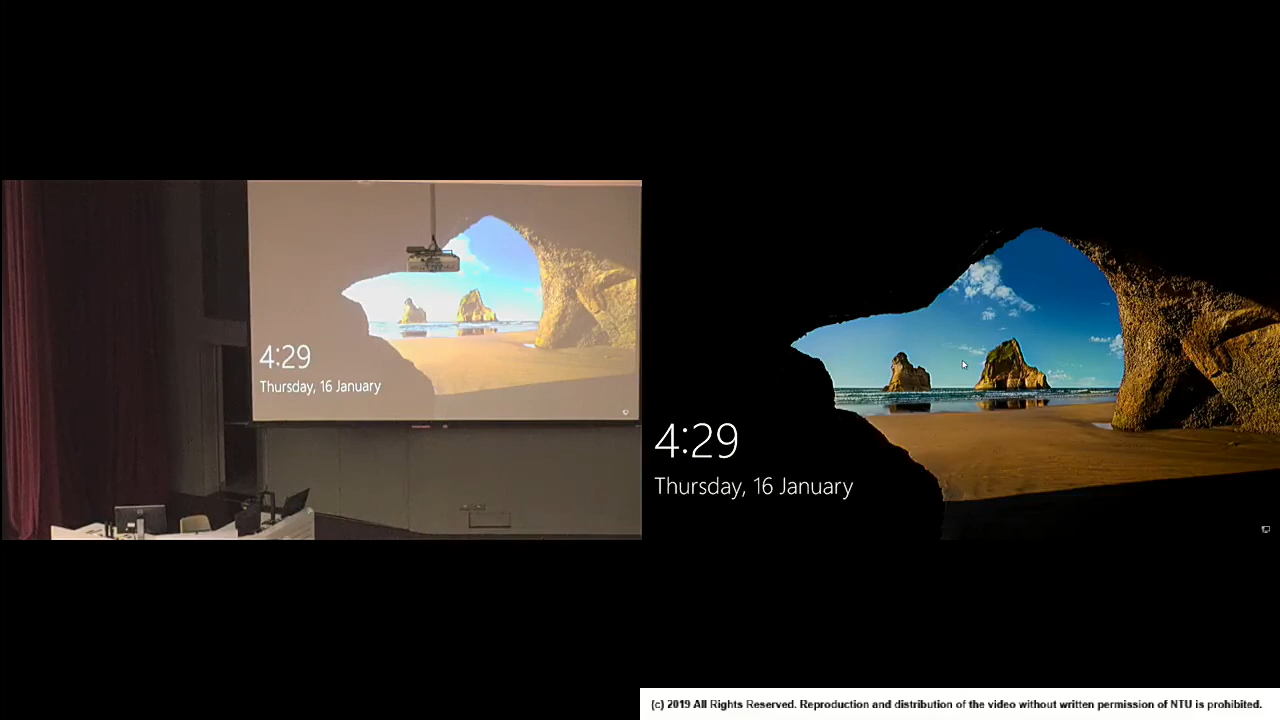 4:29
Thursday, 16 January
4:29
Thursday, 16 January
(c) 2019 All Rights Reserved. Reproduction and distribution of the video without written permission of NTU is prohibited.